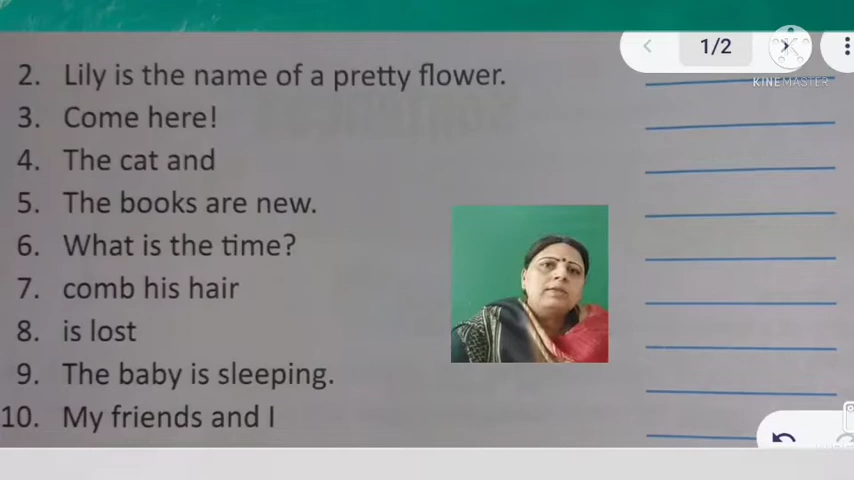 1/2
KINEMASTER
2. Lily is the name of a pretty flower.
3. Come here!
4. The cat and
5. The books are new.
6. What is the time?
7. comb his hair
8. is lost
9. The baby is sleeping.
10. My friends and I